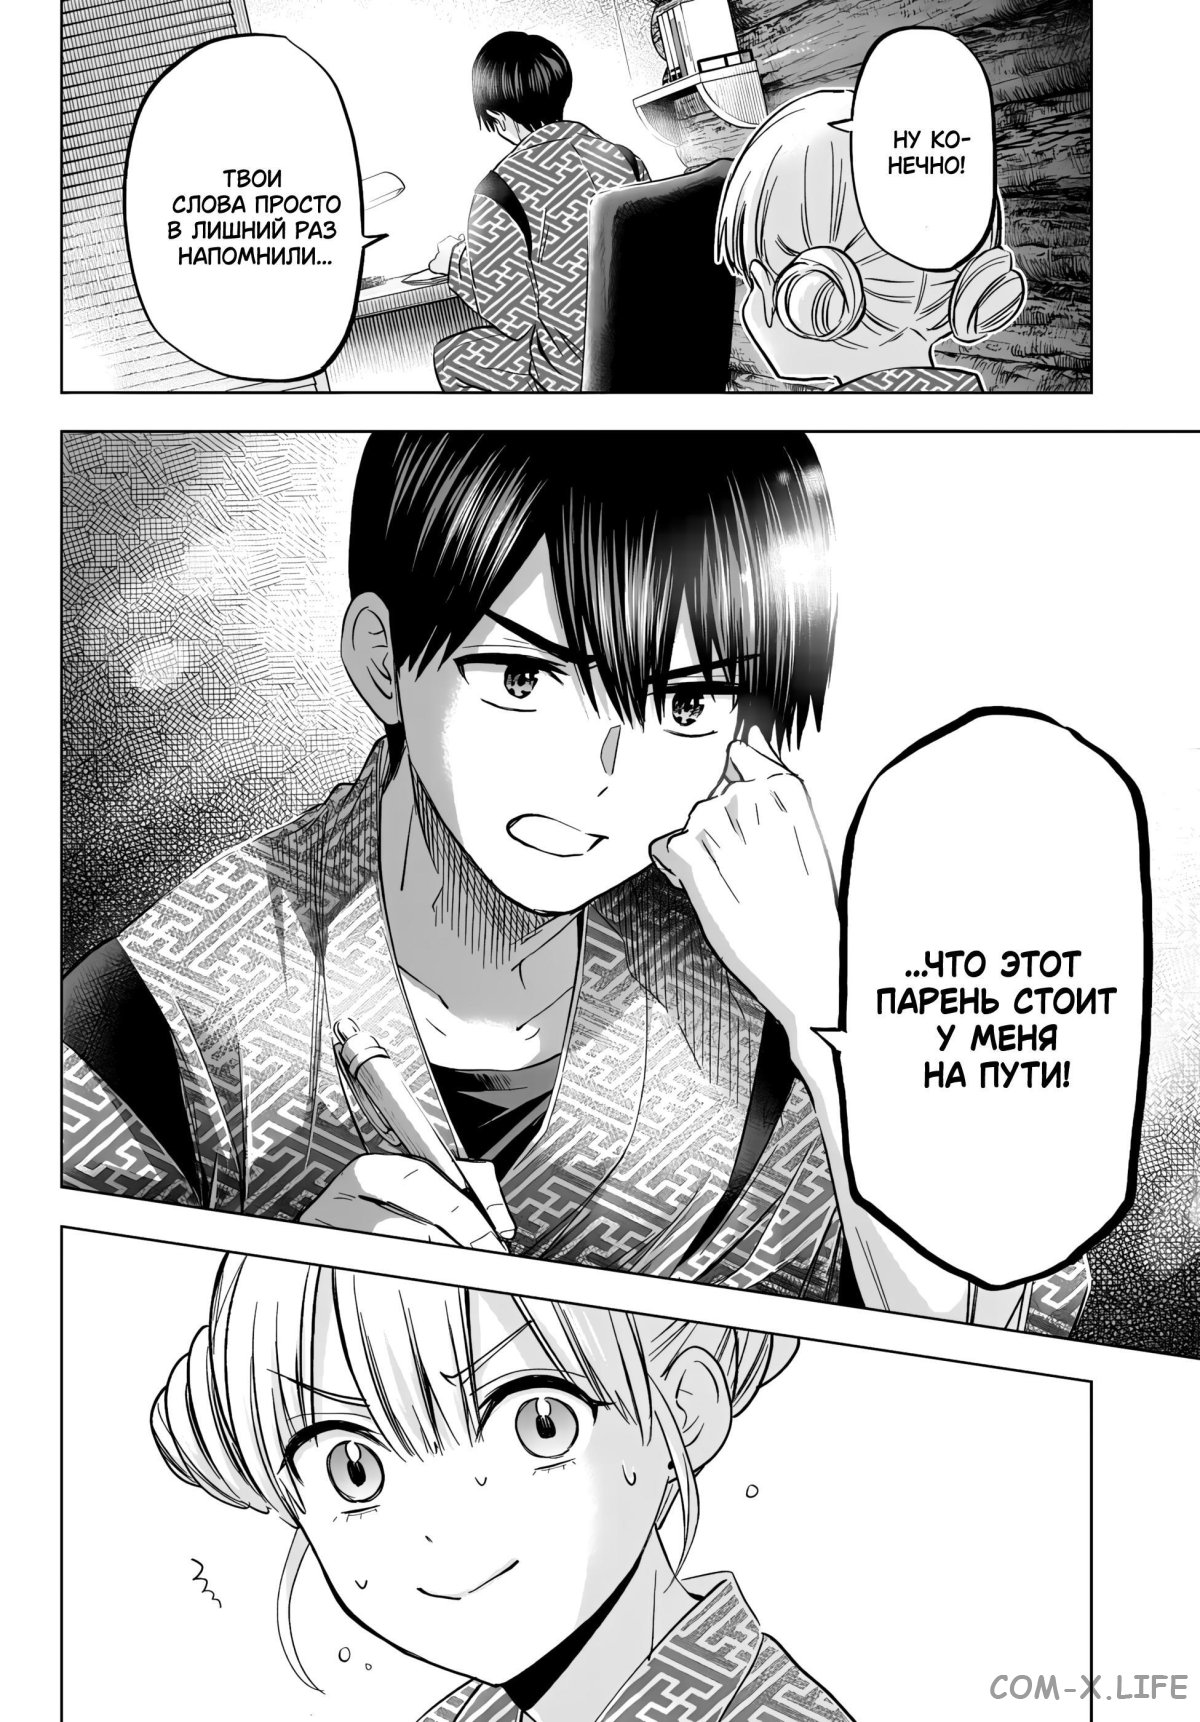 НУ КО-
НЕЧНО!
ТВОИ
СЛОВА ПРОСТО
В ЛИШНИЙ РАЗ
НАПОМНИЛИ...
...ЧТО ЭТОТ
ПАРЕНЬ СТОИТ
У МЕНЯ
НА ПУТИ!
COM-X.LIFE